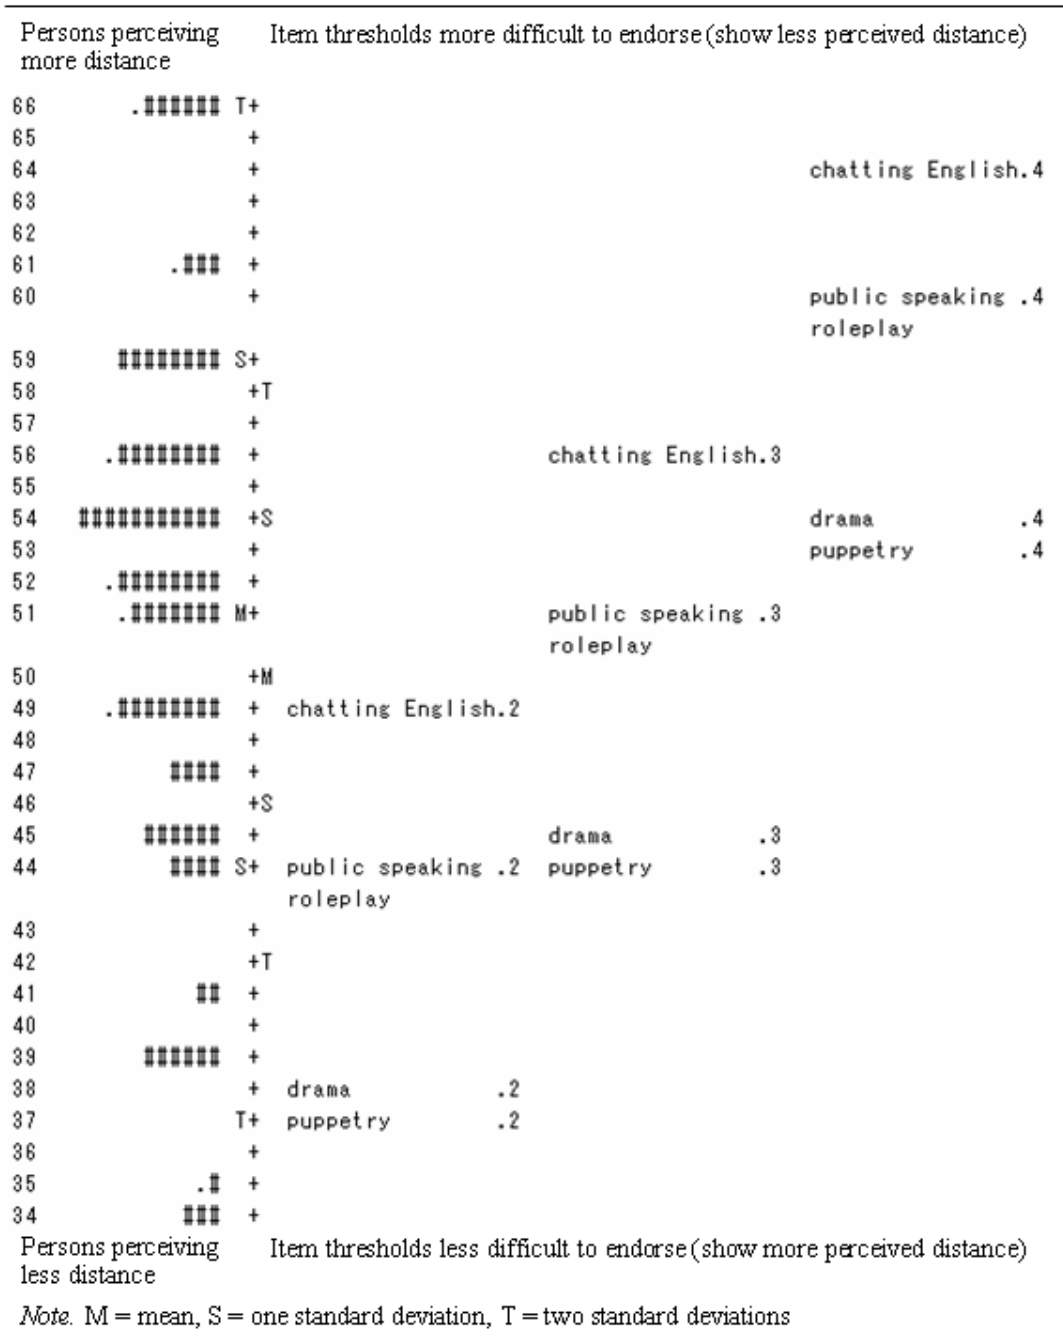 Persons perceiving Item thresholds more difficult to endorse (show less perceived distance)
more distance
66 .###### T+
65 +
64 + chatting English.4
63 +
62 +
61 .### +
60 + public speaking .4
roleplay
59 ######## S+
58 +T
57 +
56 .######## + chatting English.3
55 +
54 ########### +S drama .4
53 + puppetry .4
52 .######## +
51 .####### M+ public speaking .3
roleplay
50 +M
49 .######## + chatting English.2
48 +
47 #### +
46 +S
45 ###### + drama .3
44 #### S+ public speaking .2 puppetry .3
roleplay
43 +
42 +T
41 ## +
40 +
39 ###### +
38 + drama .2
37 T+ puppetry .2
36 +
35 .# +
34 ### +
Persons perceiving Item thresholds less difficult to endorse (show more perceived distance)
less distance
Note. M = mean, S = one standard deviation, T = two standard deviations